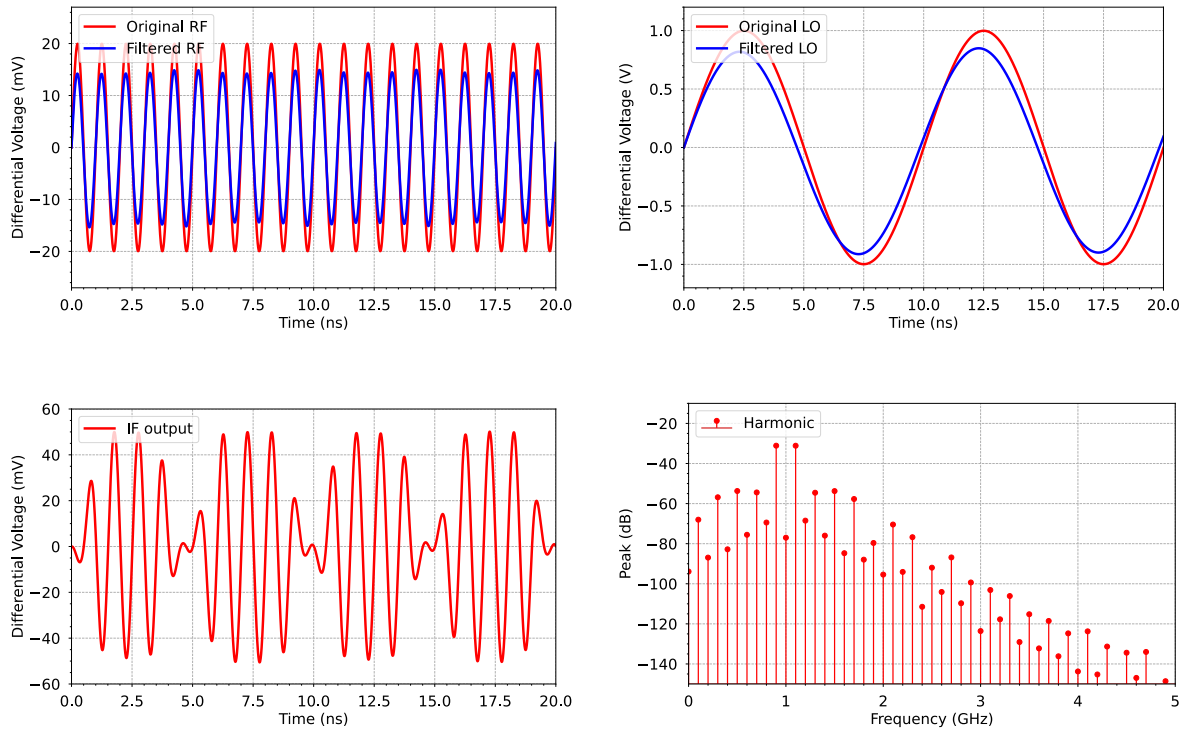 Differential Voltage (mV)
20
10
0
−10
−20
Original RF
Filtered RF
0.0 2.5 5.0 7.5 10.0 12.5 15.0 17.5 20.0
Time (ns)
Differential Voltage (V)
1.0
0.5
0.0
−0.5
−1.0
Original LO
Filtered LO
0.0 2.5 5.0 7.5 10.0 12.5 15.0 17.5 20.0
Time (ns)
Differential Voltage (mV)
60
40
20
0
−20
−40
−60
IF output
0.0 2.5 5.0 7.5 10.0 12.5 15.0 17.5 20.0
Time (ns)
Peak (dB)
−20
−40
−60
−80
−100
−120
−140
Harmonic
0 1 2 3 4 5
Frequency (GHz)